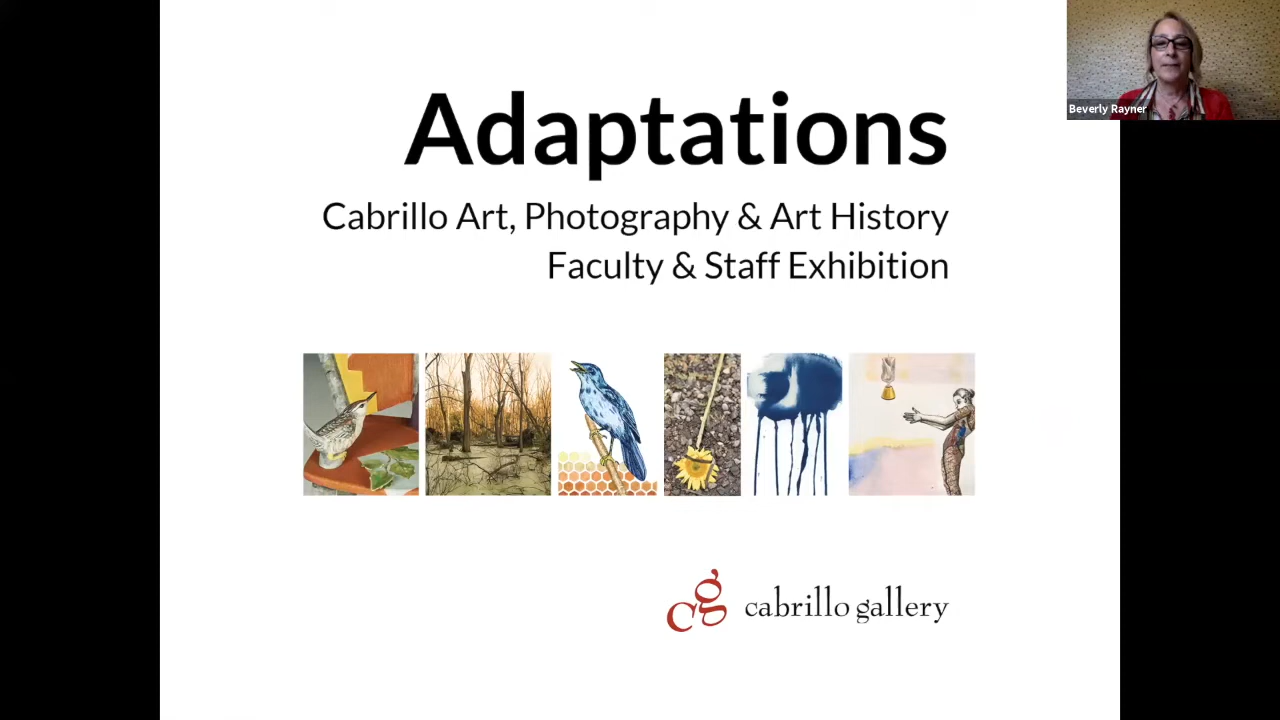 Adaptations
Cabrillo Art, Photography & Art History
Faculty & Staff Exhibition
cg cabrillo gallery
Beverly Rayner